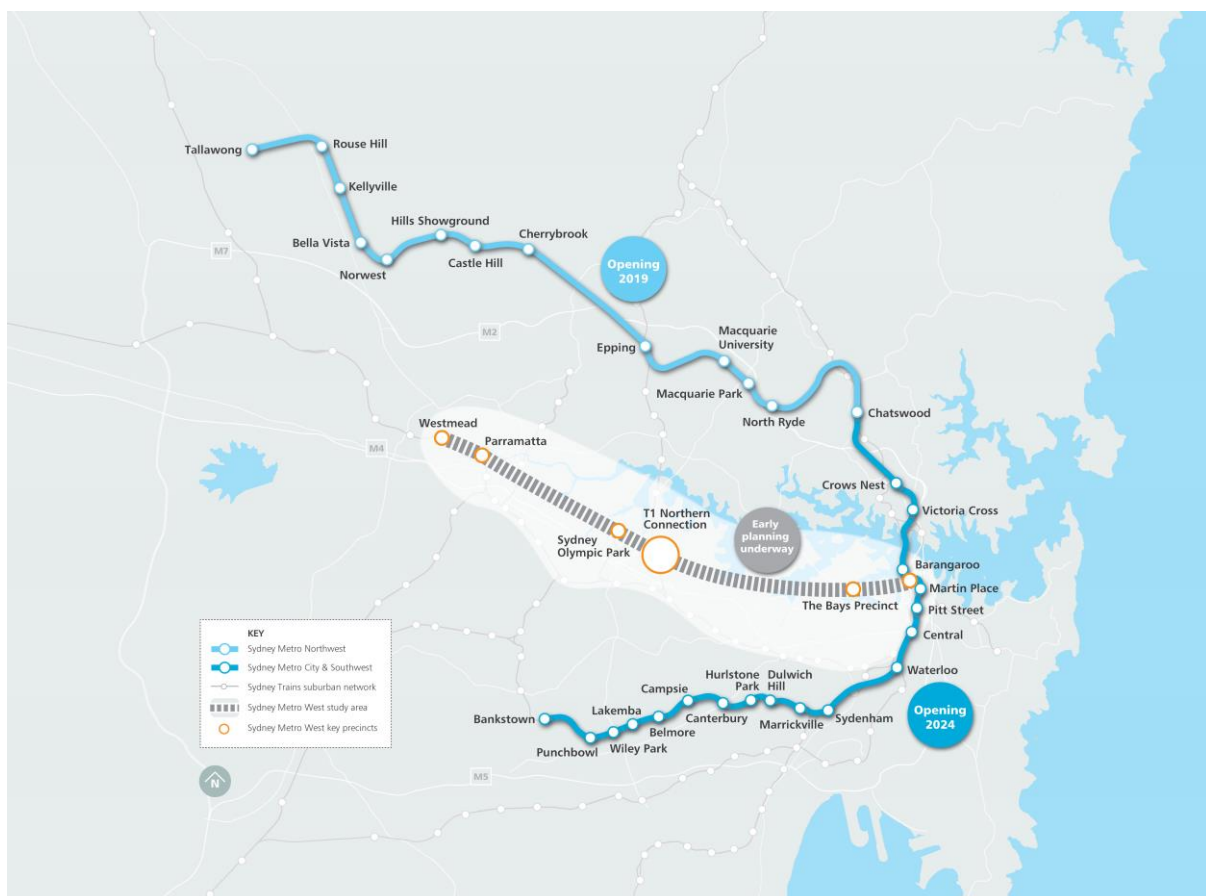 Tallawong
Rouse Hill
Kellyville
Bella Vista
Norwest
Hills Showground
Castle Hill
Cherrybrook
Opening
2019
M7
M2
Epping
Macquarie
University
Macquarie Park
North Ryde
Chatswood
Westmead
Parramatta
M4
Crows Nest
Victoria Cross
T1 Northern
Connection
Sydney
Olympic Park
Early
planning
underway
Barangaroo
Martin Place
The Bays Precinct
Pitt Street
Central
Waterloo
KEY
Sydney Metro Northwest
Sydney Metro City & Southwest
Sydney Trains suburban network
Sydney Metro West study area
Sydney Metro West key precincts
Bankstown
Punchbowl
Wiley Park
Lakemba
Belmore
Campsie
Canterbury
Hurlstone
Park
Dulwich
Hill
Marrickville
Sydenham
Opening
2024
M5
N